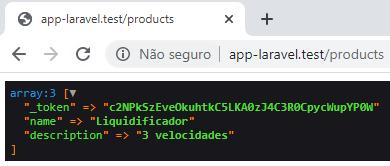 app-laravel.test/products
Não seguro | app-laravel.test/products
array:3 [▼
"_token" => "c2NPkSzEveOkuhtkC5LKA0zJ4C3R0CpycWupYP0W"
"name" => "Liquidificador"
"description" => "3 velocidades"
]